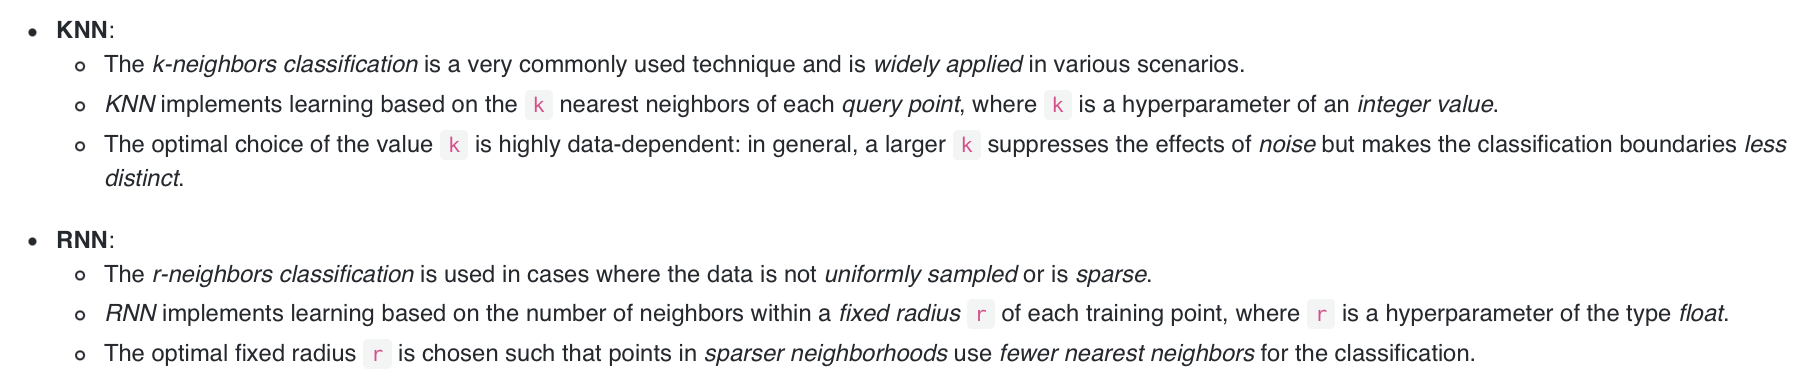 KNN:
The k-neighbors classification is a very commonly used technique and is widely applied in various scenarios.
KNN implements learning based on the k nearest neighbors of each query point, where k is a hyperparameter of an integer value.
The optimal choice of the value k is highly data-dependent: in general, a larger k suppresses the effects of noise but makes the classification boundaries less
distinct.
RNN:
The r-neighbors classification is used in cases where the data is not uniformly sampled or is sparse.
RNN implements learning based on the number of neighbors within a fixed radius r of each training point, where r is a hyperparameter of the type float.
The optimal fixed radius r is chosen such that points in sparser neighborhoods use fewer nearest neighbors for the classification.